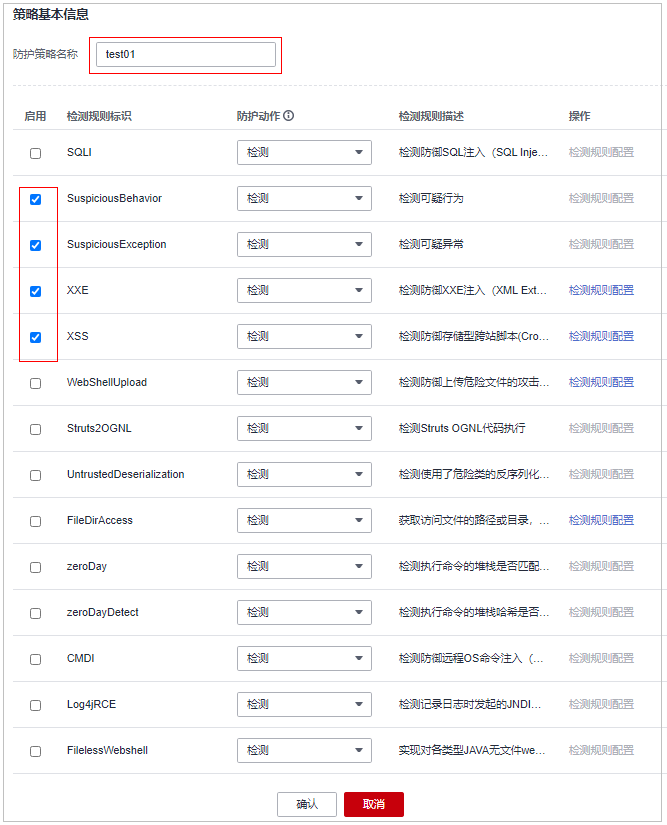 策略基本信息
防护策略名称 test01
启用 检测规则标识 防护动作 检测规则描述 操作
SQLI 检测 检测防御SQL注入（SQL Inje... 检测规则配置
SuspiciousBehavior 检测 检测可疑行为 检测规则配置
SuspiciousException 检测 检测可疑异常 检测规则配置
XXE 检测 检测防御XXE注入（XML Ext... 检测规则配置
XSS 检测 检测防御存储型跨站脚本(Cro... 检测规则配置
WebShellUpload 检测 检测防御上传危险文件的攻击... 检测规则配置
Struts2OGNL 检测 检测Struts OGNL代码执行 检测规则配置
UntrustedDeserialization 检测 检测使用了危险类的反序列化... 检测规则配置
FileDirAccess 检测 获取访问文件的路径或目录，... 检测规则配置
zeroDay 检测 检测执行命令的堆栈是否匹配... 检测规则配置
zeroDayDetect 检测 检测执行命令的堆栈哈希是否... 检测规则配置
CMDI 检测 检测防御远程OS命令注入（... 检测规则配置
Log4jRCE 检测 检测记录日志时发起的JNDI... 检测规则配置
FilelessWebshell 检测 实现对各类型JAVA无文件we... 检测规则配置
确认 取消